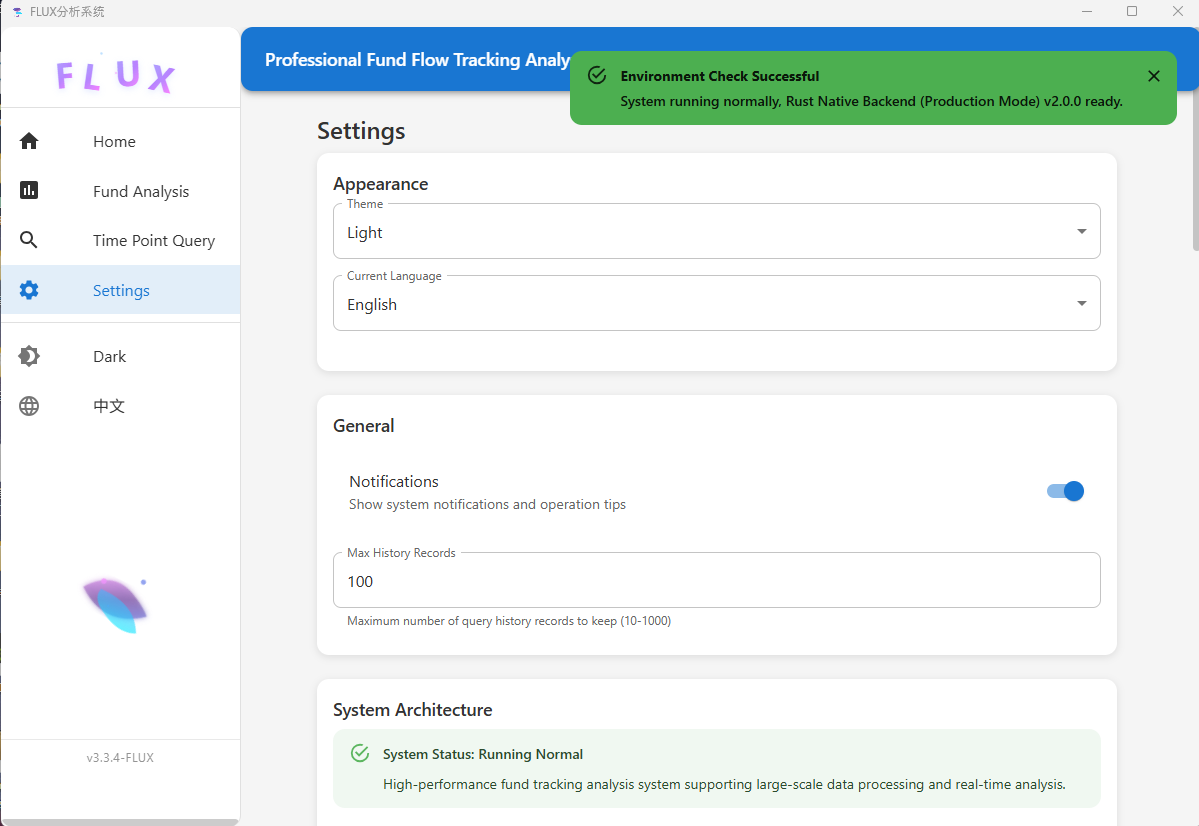 FLUX分析系统
FLUX
Professional Fund Flow Tracking Analy
Environment Check Successful
System running normally, Rust Native Backend (Production Mode) v2.0.0 ready.
Home
Fund Analysis
Time Point Query
Settings
Dark
中文
v3.3.4-FLUX
Settings
Appearance
Theme
Light
Current Language
English
General
Notifications
Show system notifications and operation tips
Max History Records
100
Maximum number of query history records to keep (10-1000)
System Architecture
System Status: Running Normal
High-performance fund tracking analysis system supporting large-scale data processing and real-time analysis.